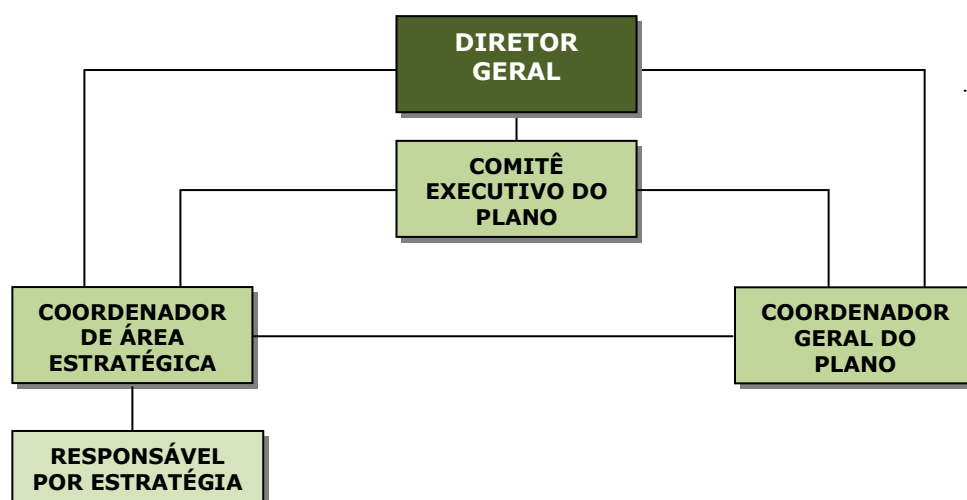 DIRETOR
GERAL
COMITÊ
EXECUTIVO DO
PLANO
COORDENADOR
DE ÁREA
ESTRATÉGICA
COORDENADOR
GERAL DO
PLANO
RESPONSÁVEL
POR ESTRATÉGIA